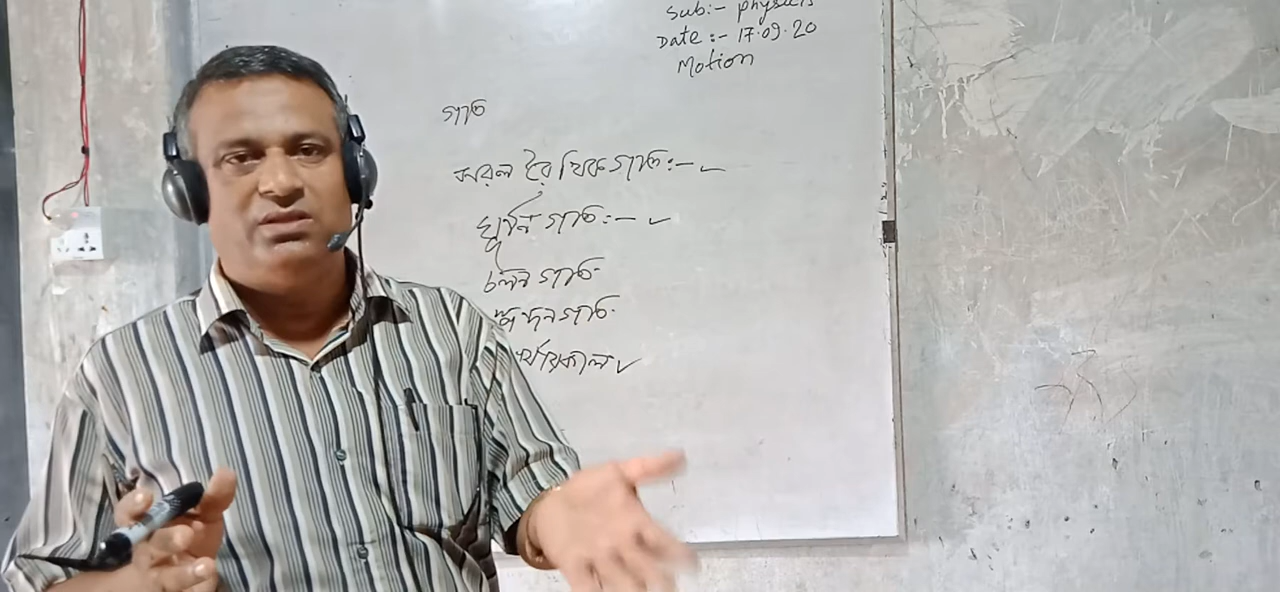 Sub:- physics
Date :- 17.09.20
Motion
গতি
সরল রৈখিক গতি:-
ঘূর্ণন গতি:-
চলন গতি
স্পন্দন গতি
পর্যায়কাল